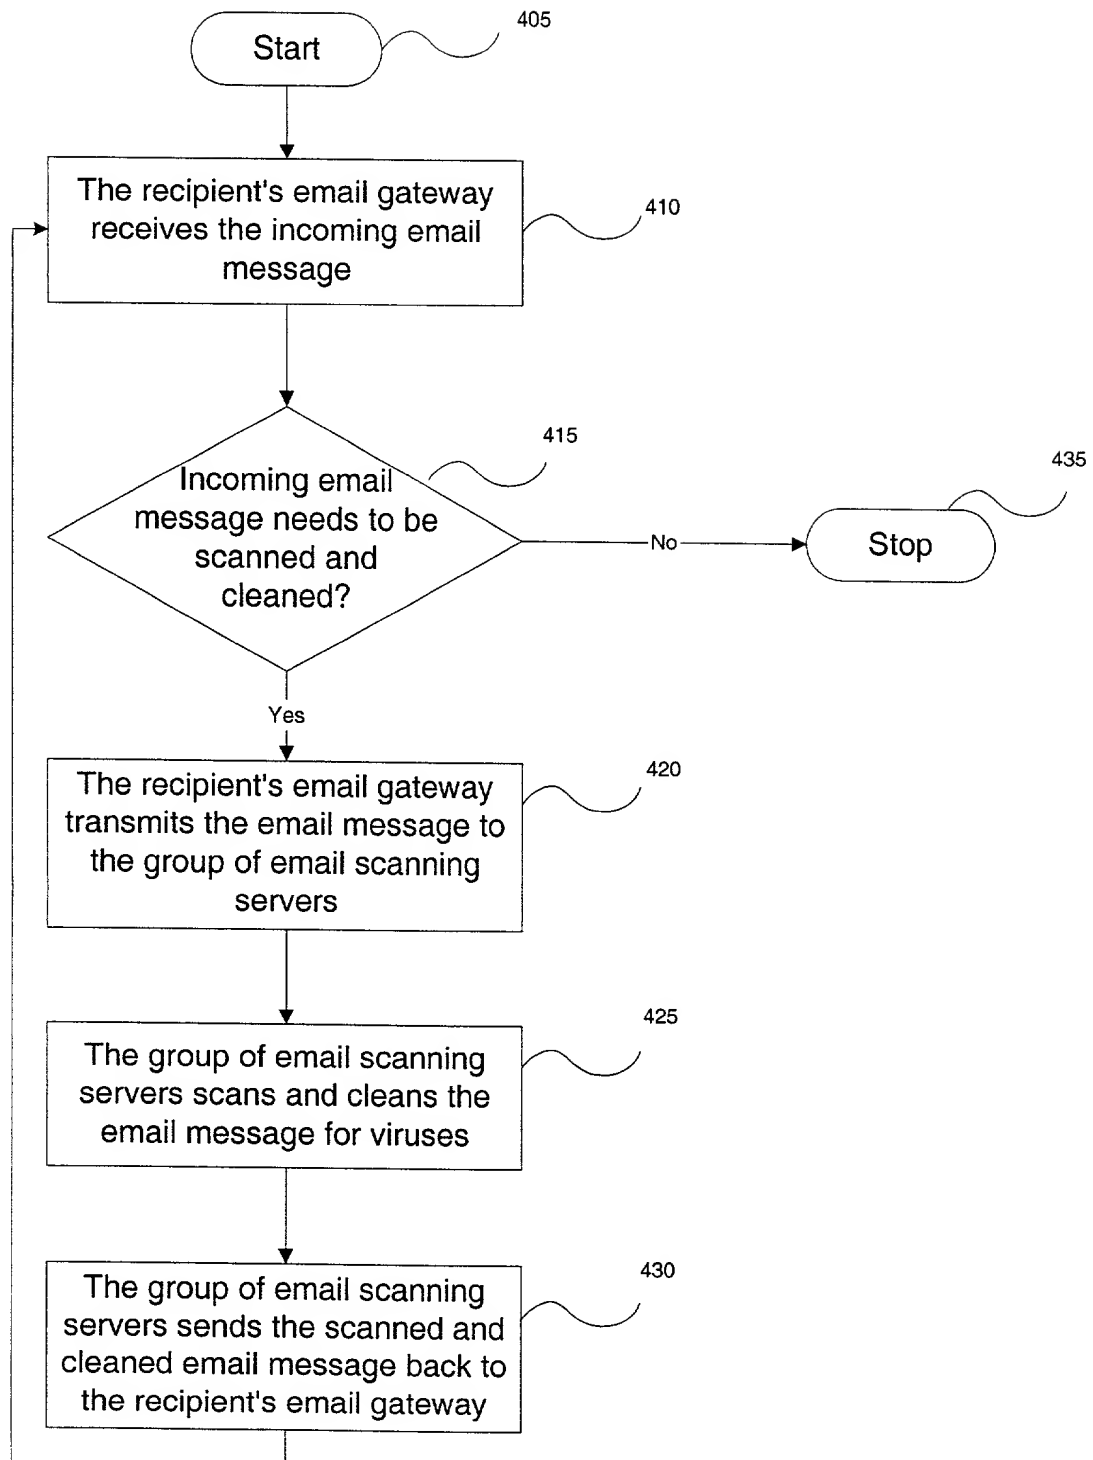 405
Start
The recipient's email gateway
receives the incoming email
message
410
415
Incoming email
message needs to be
scanned and
cleaned?
435
No
Stop
Yes
The recipient's email gateway
transmits the email message to
the group of email scanning
servers
420
The group of email scanning
servers scans and cleans the
email message for viruses
425
The group of email scanning
servers sends the scanned and
cleaned email message back to
the recipient's email gateway
430